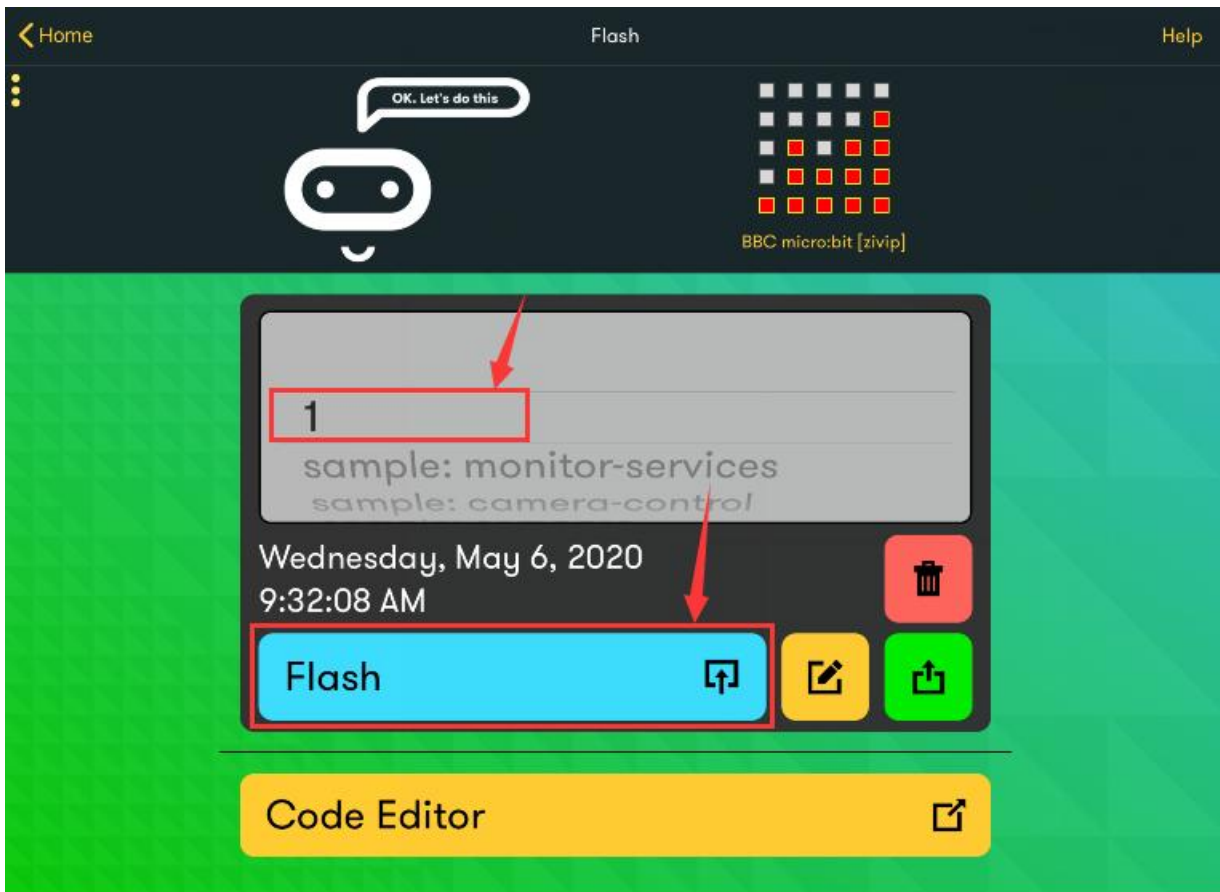 Home
Flash
Help
OK. Let's do this
BBC micro:bit [zivip]
1
sample: monitor-services
sample: camera-control
Wednesday, May 6, 2020
9:32:08 AM
Flash
Code Editor